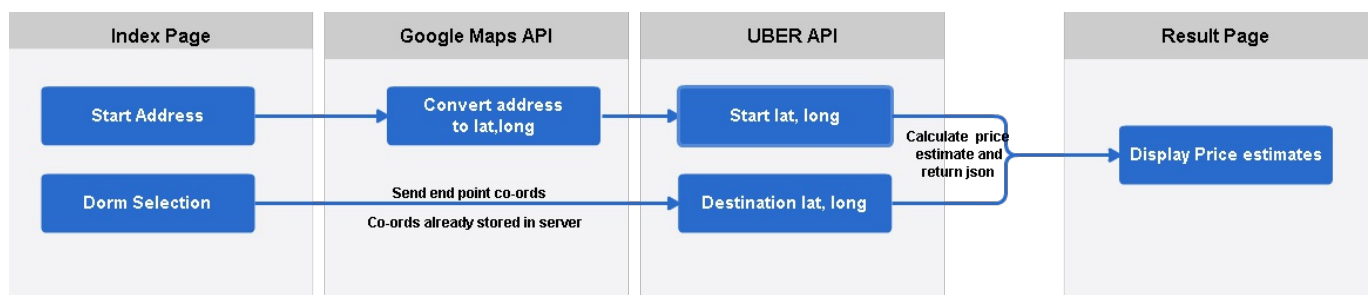 Index Page
Google Maps API
UBER API
Result Page
Start Address
Convert address
to lat,long
Start lat, long
Calculate price
estimate and
return json
Display Price estimates
Dorm Selection
Send end point co-ords
Co-ords already stored in server
Destination lat, long